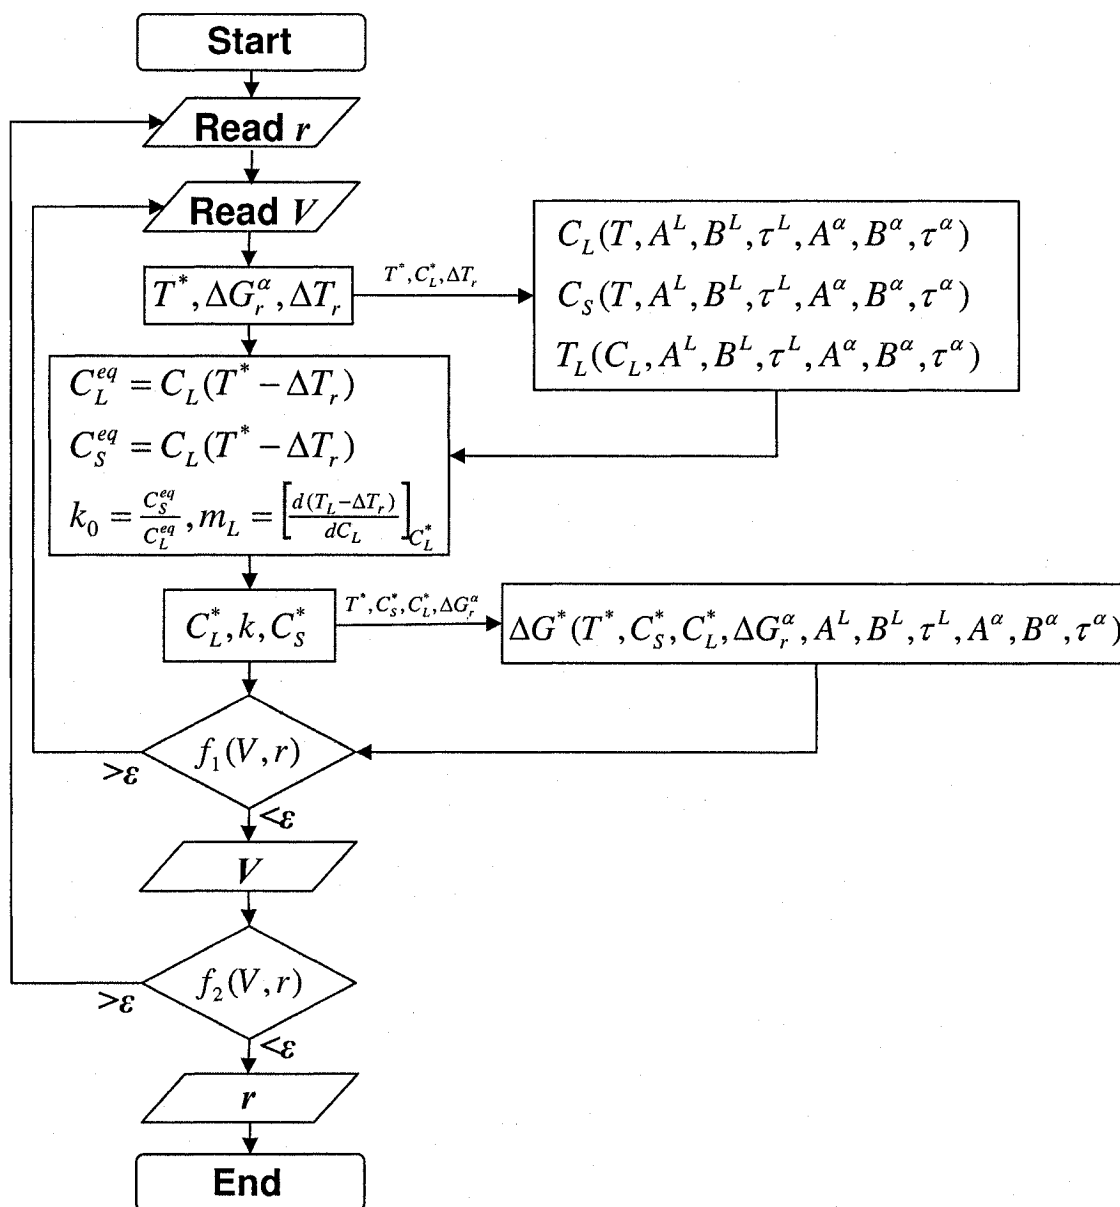 Start
Read r
Read V
T*, ΔG_r^α, ΔT_r
T*, C_L^*, ΔT_r
C_L(T, A^L, B^L, τ^L, A^α, B^α, τ^α)
C_S(T, A^L, B^L, τ^L, A^α, B^α, τ^α)
T_L(C_L, A^L, B^L, τ^L, A^α, B^α, τ^α)
C_L^{eq} = C_L(T* − ΔT_r)
C_S^{eq} = C_L(T* − ΔT_r)
k_0 = C_S^{eq}/C_L^{eq}, m_L = [d(T_L−ΔT_r)/dC_L]_{C_L^*}
C_L^*, k, C_S^*
T*, C_S^*, C_L^*, ΔG_r^α
ΔG*(T*, C_S^*, C_L^*, ΔG_r^α, A^L, B^L, τ^L, A^α, B^α, τ^α)
f_1(V, r)
>ε
<ε
V
f_2(V, r)
>ε
<ε
r
End